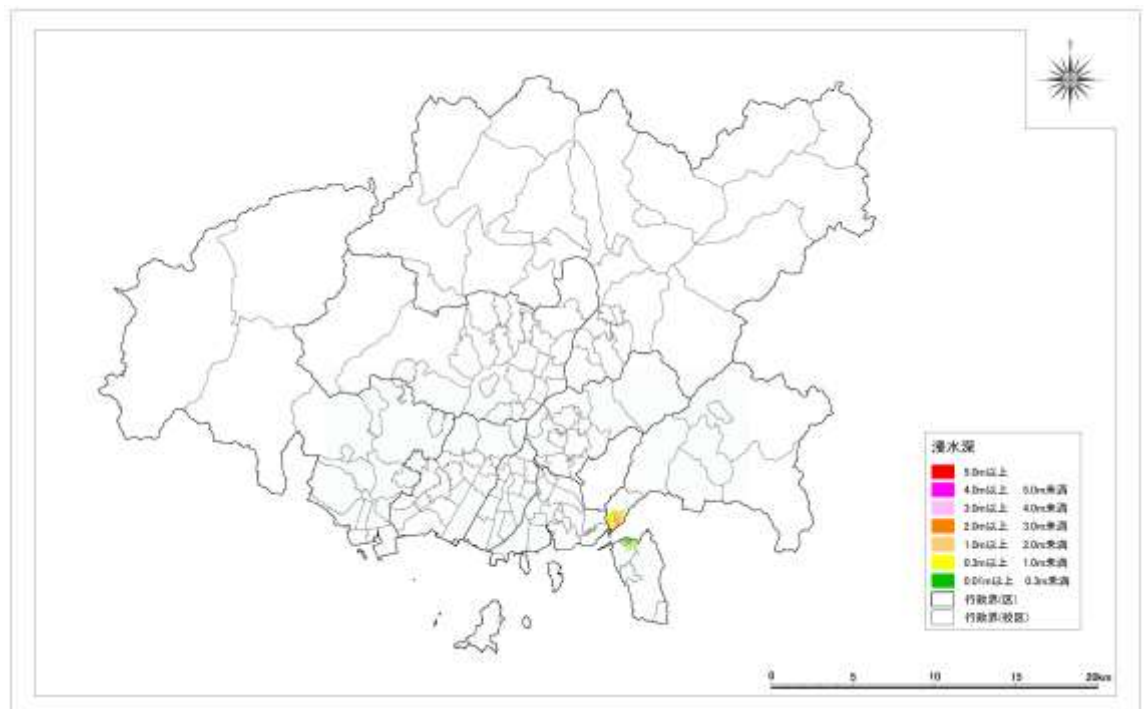 浸水深
5.0m以上
4.0m以上 5.0m未満
3.0m以上 4.0m未満
2.0m以上 3.0m未満
1.0m以上 2.0m未満
0.3m以上 1.0m未満
0.01m以上 0.3m未満
行政界(区)
行政界(校区)
0 5 10 15 20km